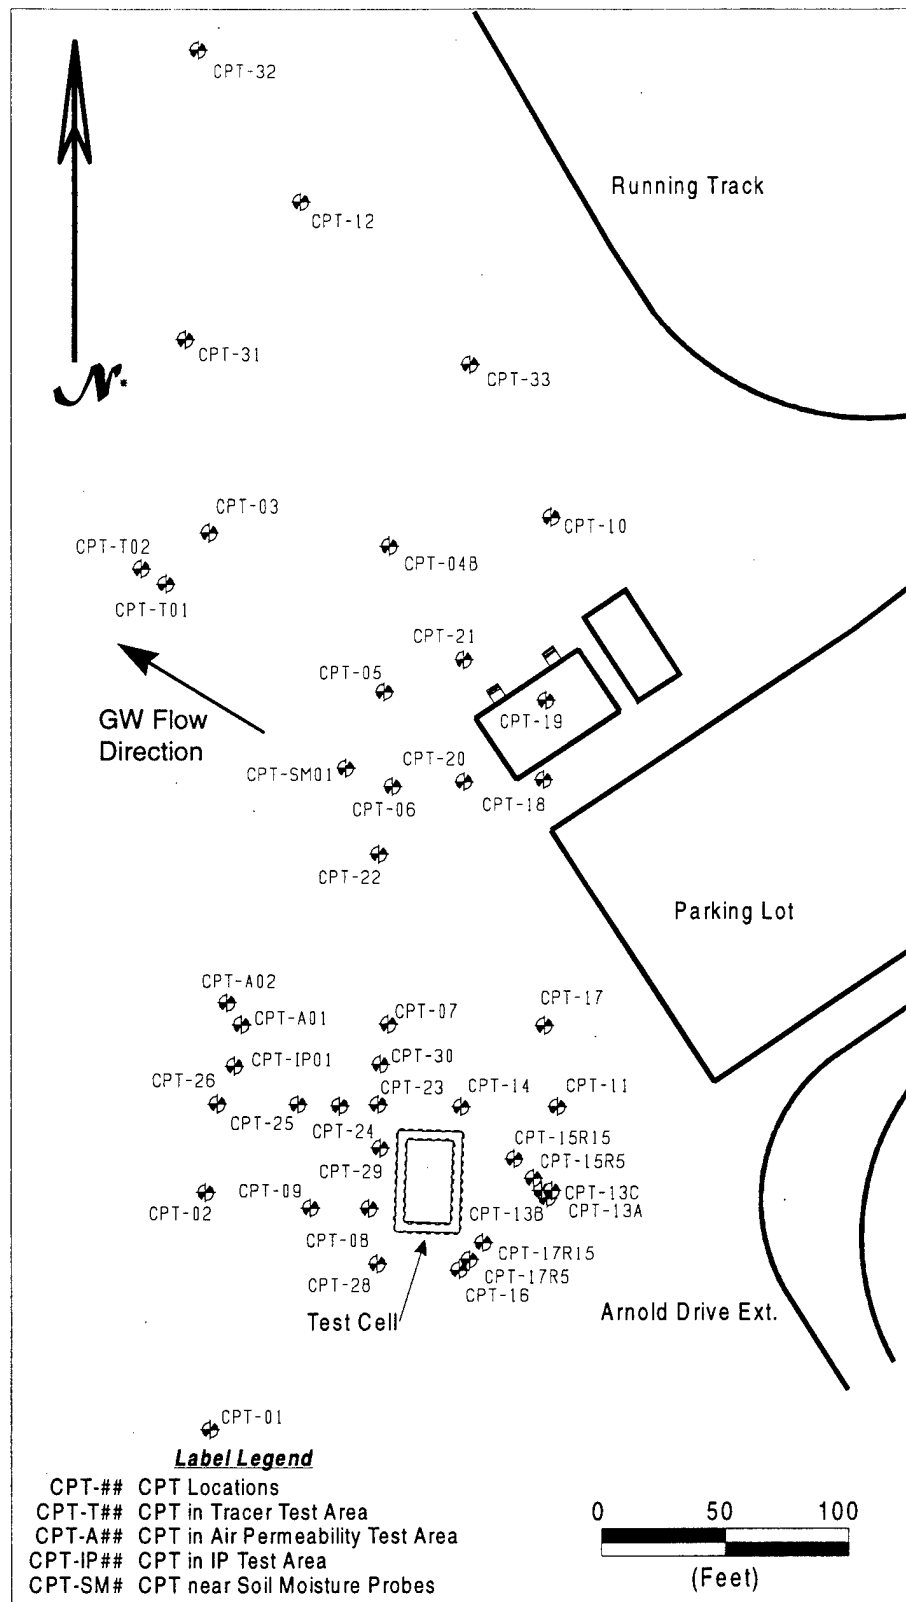 CPT-32
Running Track
CPT-12
CPT-31
CPT-33
N.
CPT-03
CPT-10
CPT-T02
CPT-04B
CPT-T01
CPT-21
CPT-05
GW Flow
Direction
CPT-19
CPT-20
CPT-SM01
CPT-06
CPT-18
CPT-22
Parking Lot
CPT-A02
CPT-A01
CPT-07
CPT-17
CPT-IP01
CPT-30
CPT-26
CPT-23
CPT-14
CPT-11
CPT-25
CPT-24
CPT-15R15
CPT-29
CPT-15R5
CPT-09
CPT-13C
CPT-02
CPT-13B
CPT-13A
CPT-08
CPT-17R15
CPT-28
CPT-17R5
CPT-16
Test Cell
Arnold Drive Ext.
CPT-01
Label Legend
CPT-## CPT Locations
CPT-T## CPT in Tracer Test Area
CPT-A## CPT in Air Permeability Test Area
CPT-IP## CPT in IP Test Area
CPT-SM# CPT near Soil Moisture Probes
0 50 100
(Feet)